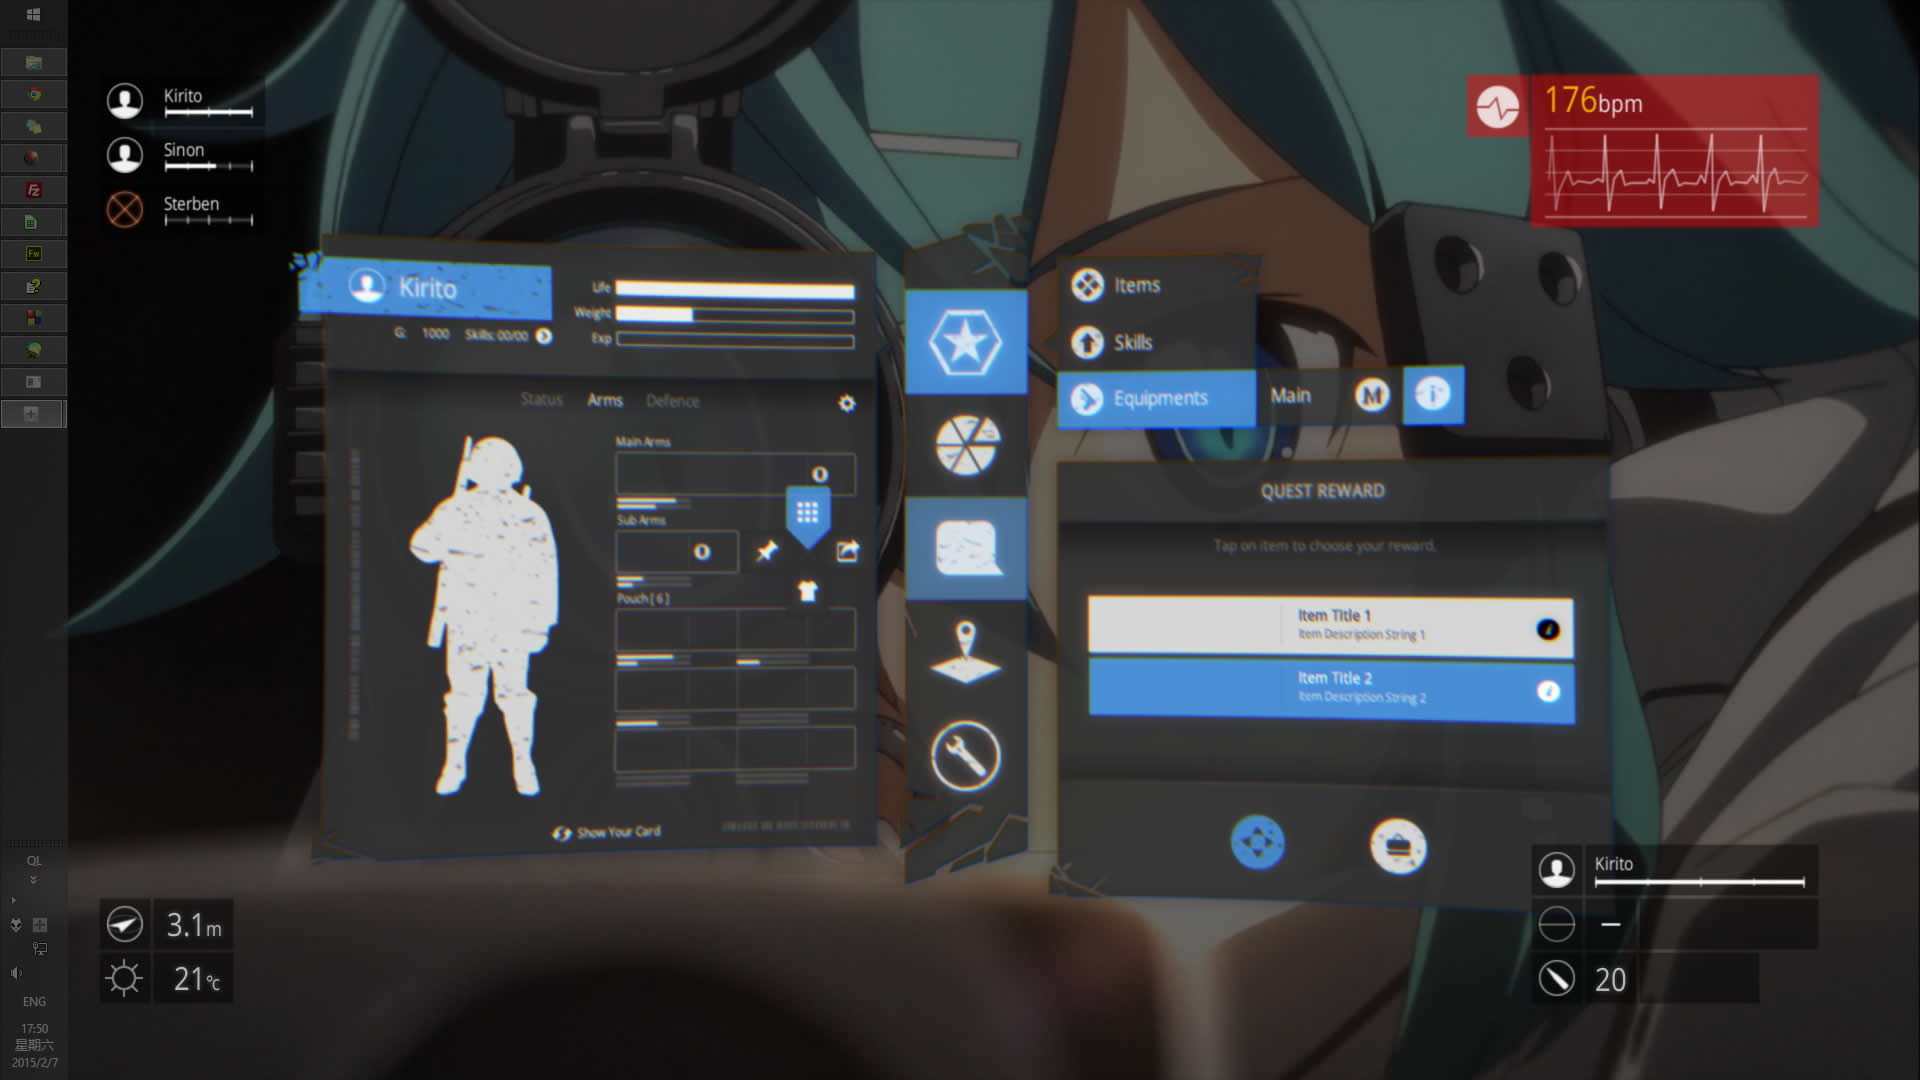 Kirito
Sinon
Sterben
176bpm
Kirito
G: 1000 Skills: 00/00
Life
Weight
Exp
Status Arms Defence
Main Arms
Sub Arms
Pouch [ 6 ]
Show Your Card
Items
Skills
Equipments Main M i
QUEST REWARD
Tap on item to choose your reward.
Item Title 1
Item Description String 1
Item Title 2
Item Description String 2
Kirito
20
3.1m
21°C
Fz
Fw
QL
ENG
17:50
星期六
2015/2/7